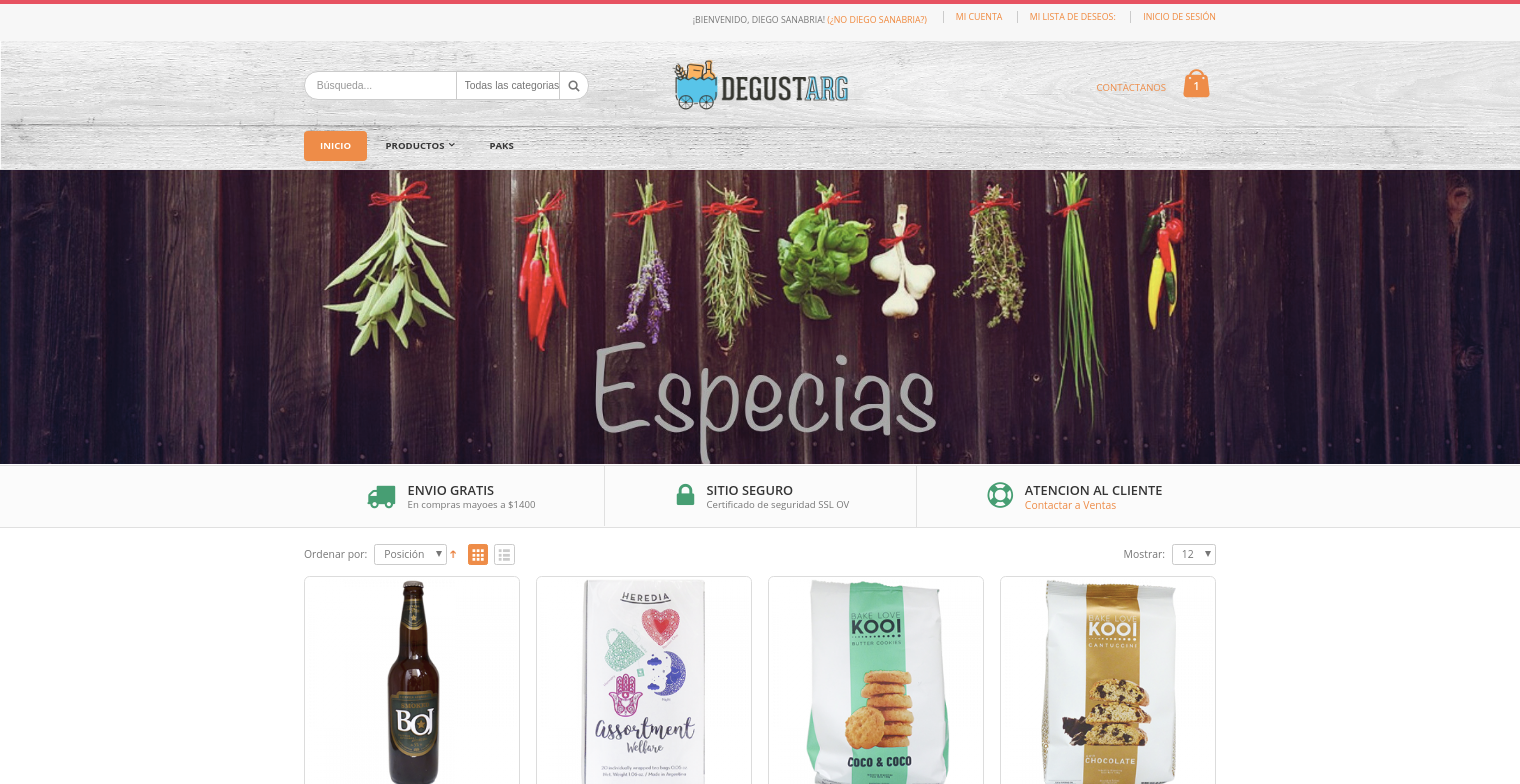 ¡BIENVENIDO, DIEGO SANABRIA! (¿NO DIEGO SANABRIA?)
MI CUENTA
MI LISTA DE DESEOS:
INICIO DE SESIÓN
Búsqueda...
Todas las categorias
DEGUSTARG
CONTÁCTANOS
1
INICIO
PRODUCTOS
PAKS
Especias
ENVIO GRATIS
En compras mayoes a $1400
SITIO SEGURO
Certificado de seguridad SSL OV
ATENCION AL CLIENTE
Contactar a Ventas
Ordenar por:
Posición
Mostrar:
12
BOJ
HEREDIA
Assortment
Welfare
BAKE LOVE
KOOI
BUTTER COOKIES
COCO & COCO
BAKE LOVE
KOOI
CANTUCCINI
CHOCOLATE